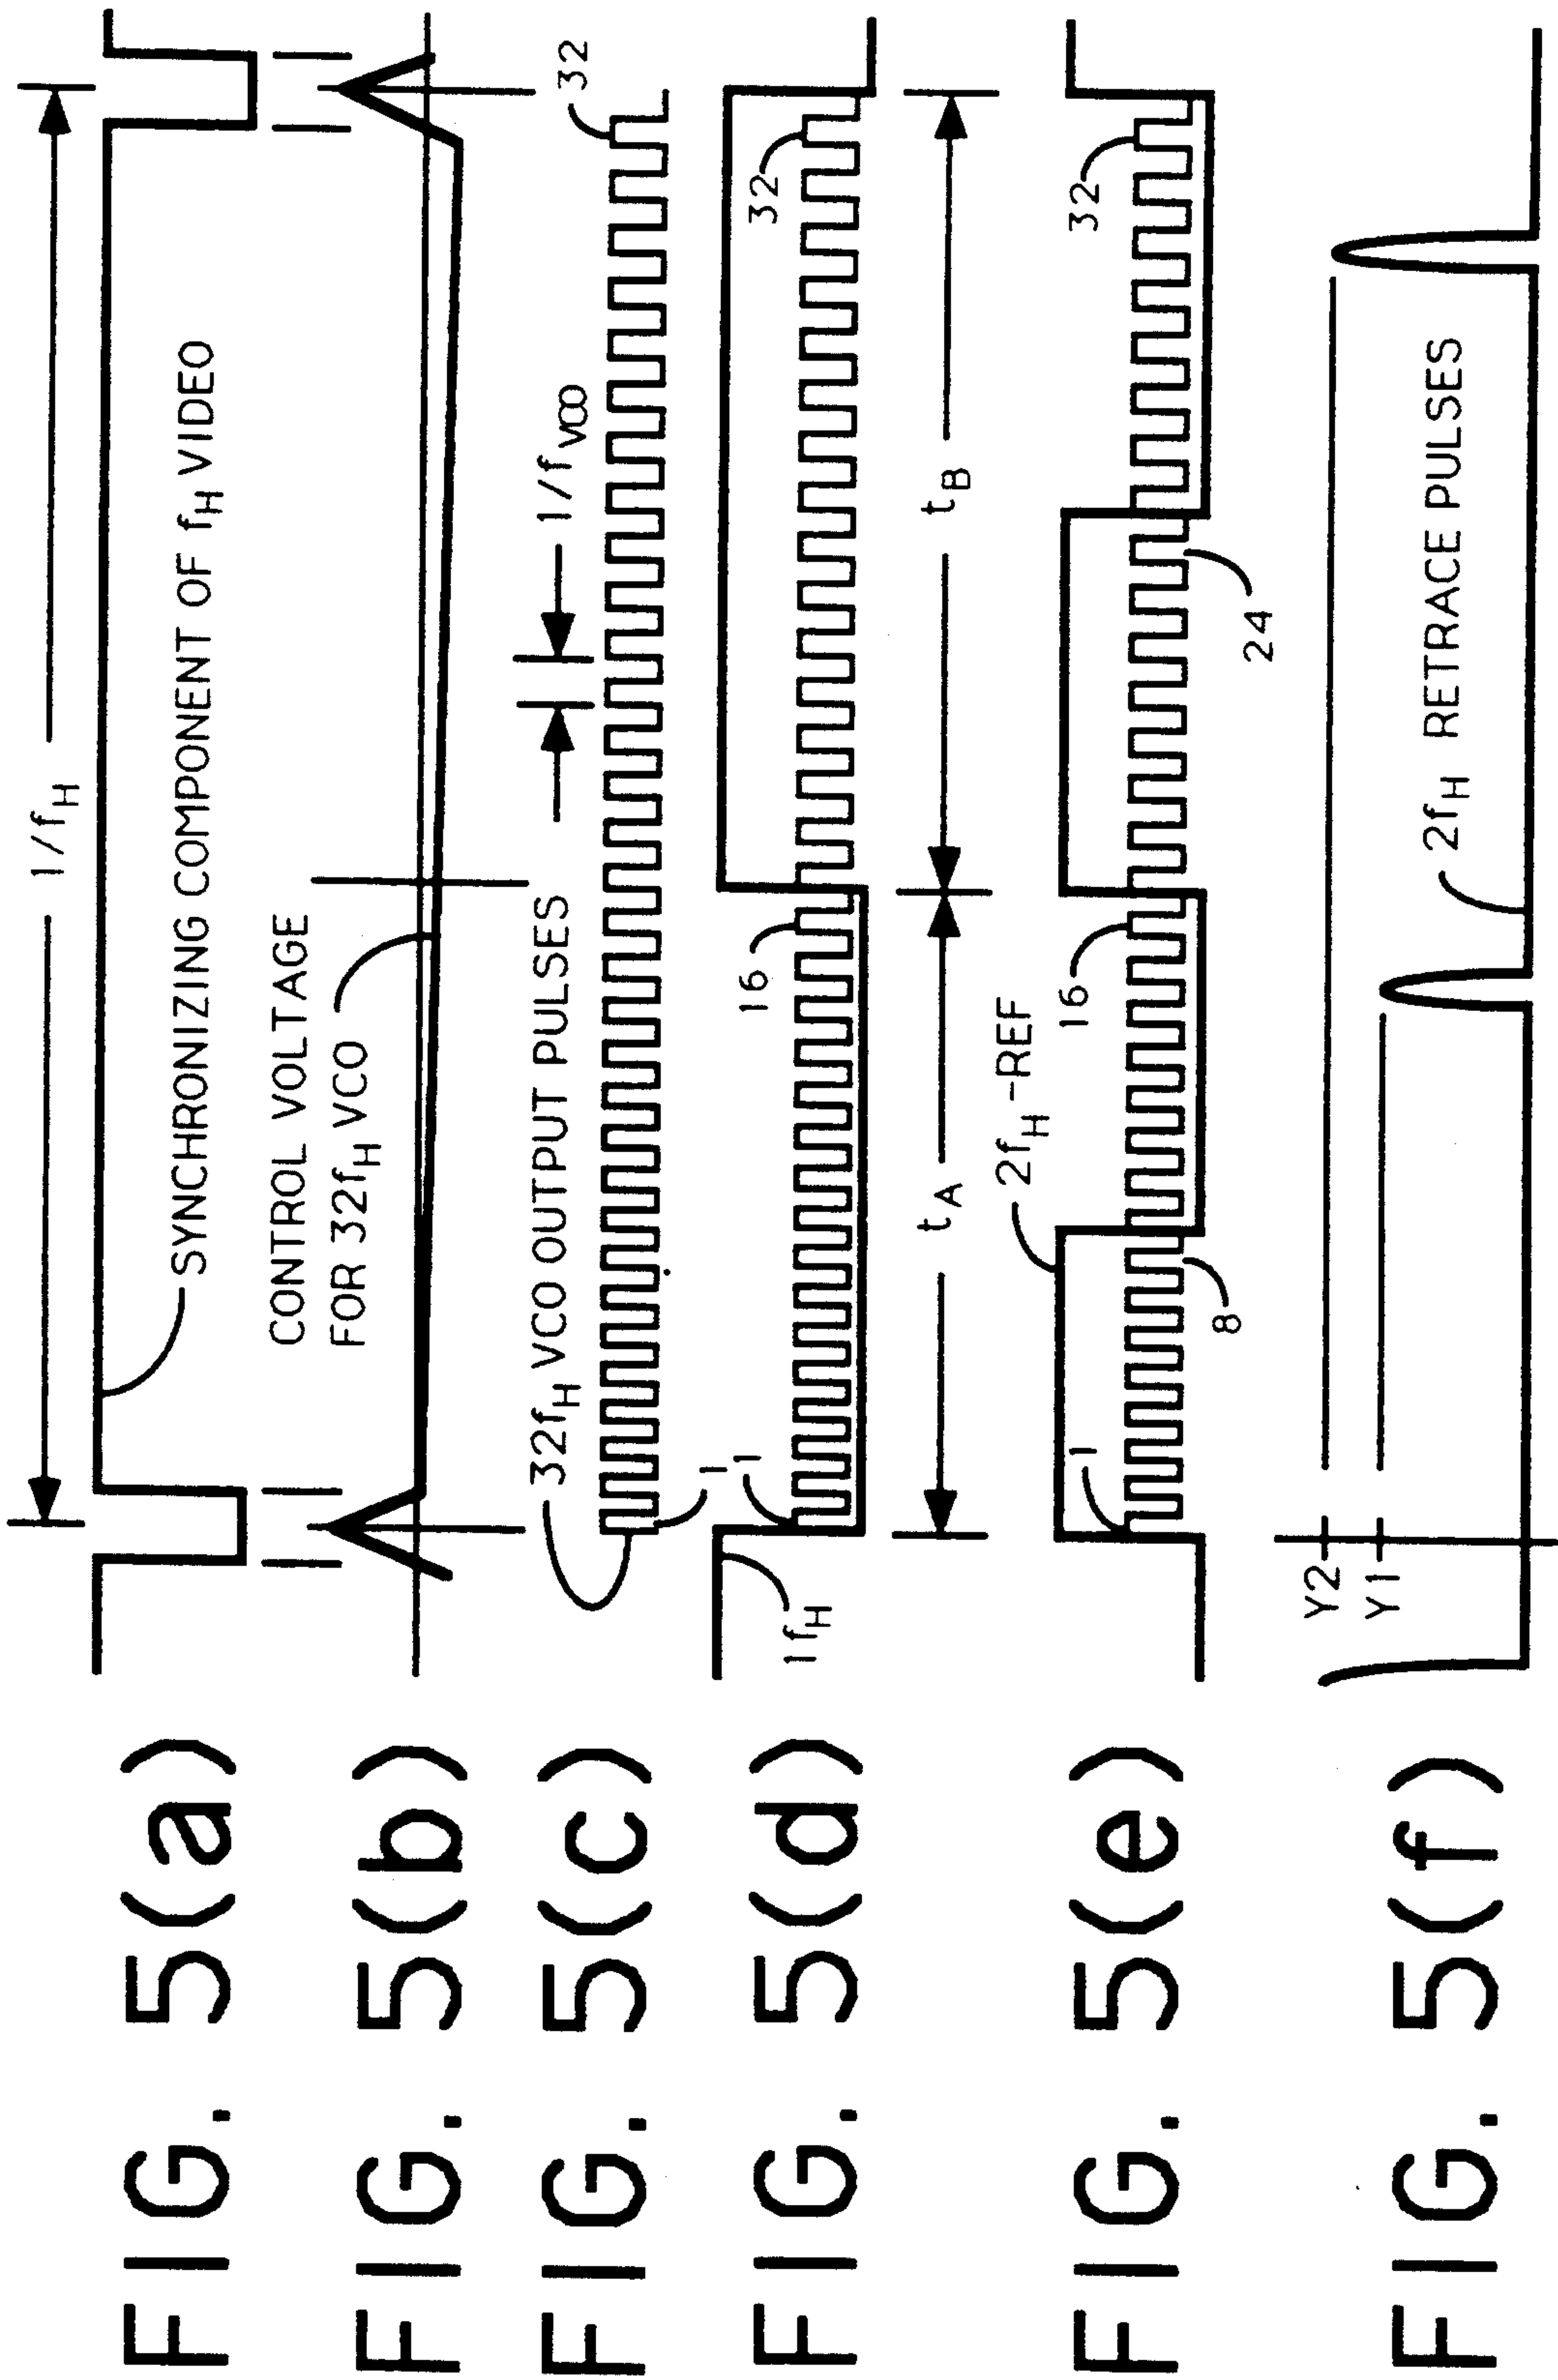 FIG. 5(a)
1/fH
SYNCHRONIZING COMPONENT OF fH VIDEO
FIG. 5(b)
CONTROL VOLTAGE
FOR 32fH VCO
FIG. 5(c)
32fH VCO OUTPUT PULSES
1/fVCO
1
32
FIG. 5(d)
1fH
1
16
32
tA
tB
FIG. 5(e)
2fH-REF
1
8
16
24
32
FIG. 5(f)
Y2
Y1
2fH RETRACE PULSES